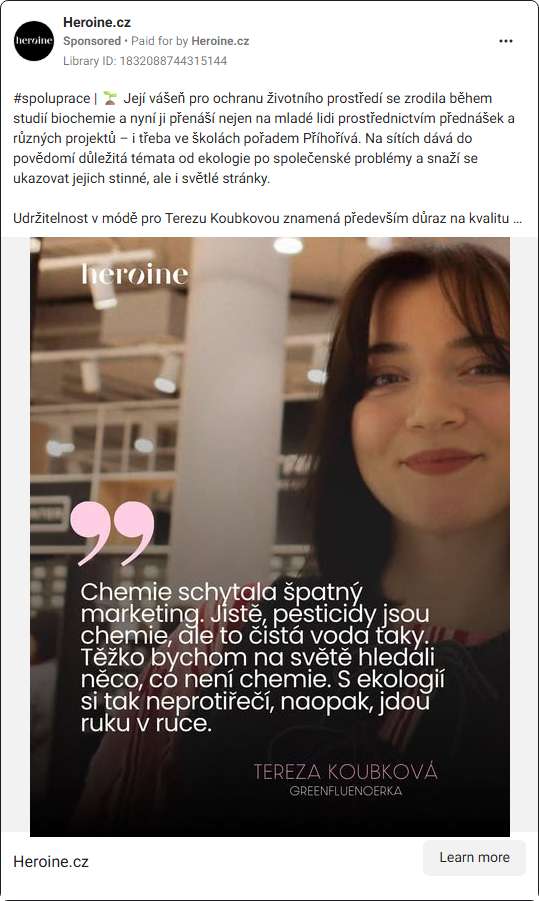 Heroine.cz
heroine
Sponsored • Paid for by Heroine.cz
Library ID: 1832088744315144
#spoluprace | 🌱 Její vášeň pro ochranu životního prostředí se zrodila během
studií biochemie a nyní ji přenáší nejen na mladé lidi prostřednictvím přednášek a
různých projektů – i třeba ve školách pořadem Příhořívá. Na sítích dává do
povědomí důležitá témata od ekologie po společenské problémy a snaží se
ukazovat jejich stinné, ale i světlé stránky.
Udržitelnost v módě pro Terezu Koubkovou znamená především důraz na kvalitu ...
heroine
Chemie schytala špatný
marketing. Jistě, pesticidy jsou
chemie, ale to čistá voda taky.
Těžko bychom na světě hledali
něco, co není chemie. S ekologií
si tak neprotiřečí, naopak, jdou
ruku v ruce.
TEREZA KOUBKOVÁ
GREENFLUENCERKA
Heroine.cz
Learn more